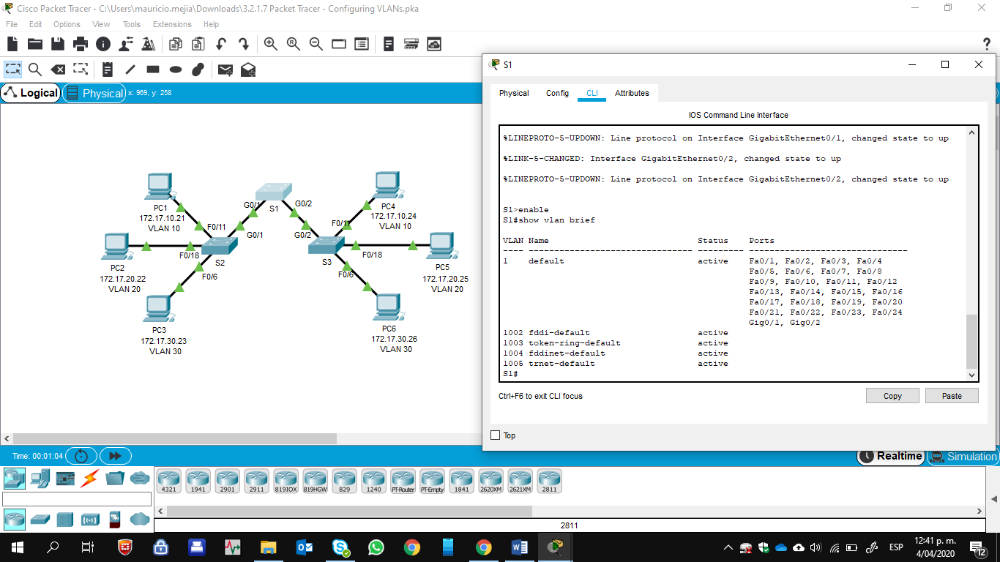 Cisco Packet Tracer - C:\Users\mauricio.mejia\Downloads\3.2.1.7 Packet Tracer - Configuring VLANs.pka
File Edit Options View Tools Extensions Help
?
Logical Physical x: 969, y: 258
PC1
172.17.10.21
VLAN 10
PC2
172.17.20.22
VLAN 20
PC3
172.17.30.23
VLAN 30
F0/11
F0/18
F0/6
S2
G0/1
G0/1
S1
G0/2
G0/2
S3
F0/11
F0/18
F0/6
PC4
172.17.10.24
VLAN 10
PC5
172.17.20.25
VLAN 20
PC6
172.17.30.26
VLAN 30
S1
Physical Config CLI Attributes
IOS Command Line Interface
%LINEPROTO-5-UPDOWN: Line protocol on Interface GigabitEthernet0/1, changed state to up
%LINK-5-CHANGED: Interface GigabitEthernet0/2, changed state to up
%LINEPROTO-5-UPDOWN: Line protocol on Interface GigabitEthernet0/2, changed state to up
S1>enable
S1#show vlan brief
VLAN Name Status Ports
---- -------------------------------- --------- -------------------------------
1 default active Fa0/1, Fa0/2, Fa0/3, Fa0/4
Fa0/5, Fa0/6, Fa0/7, Fa0/8
Fa0/9, Fa0/10, Fa0/11, Fa0/12
Fa0/13, Fa0/14, Fa0/15, Fa0/16
Fa0/17, Fa0/18, Fa0/19, Fa0/20
Fa0/21, Fa0/22, Fa0/23, Fa0/24
Gig0/1, Gig0/2
1002 fddi-default active
1003 token-ring-default active
1004 fddinet-default active
1005 trnet-default active
S1#
Ctrl+F6 to exit CLI focus
Copy Paste
Top
Time: 00:01:04
Realtime Simulation
4321 1941 2901 2911 819IOX 819HGW 829 1240 PT-Router PT-Empty 1841 2620XM 2621XM 2811
2811
ESP
12:41 p. m.
4/04/2020
12